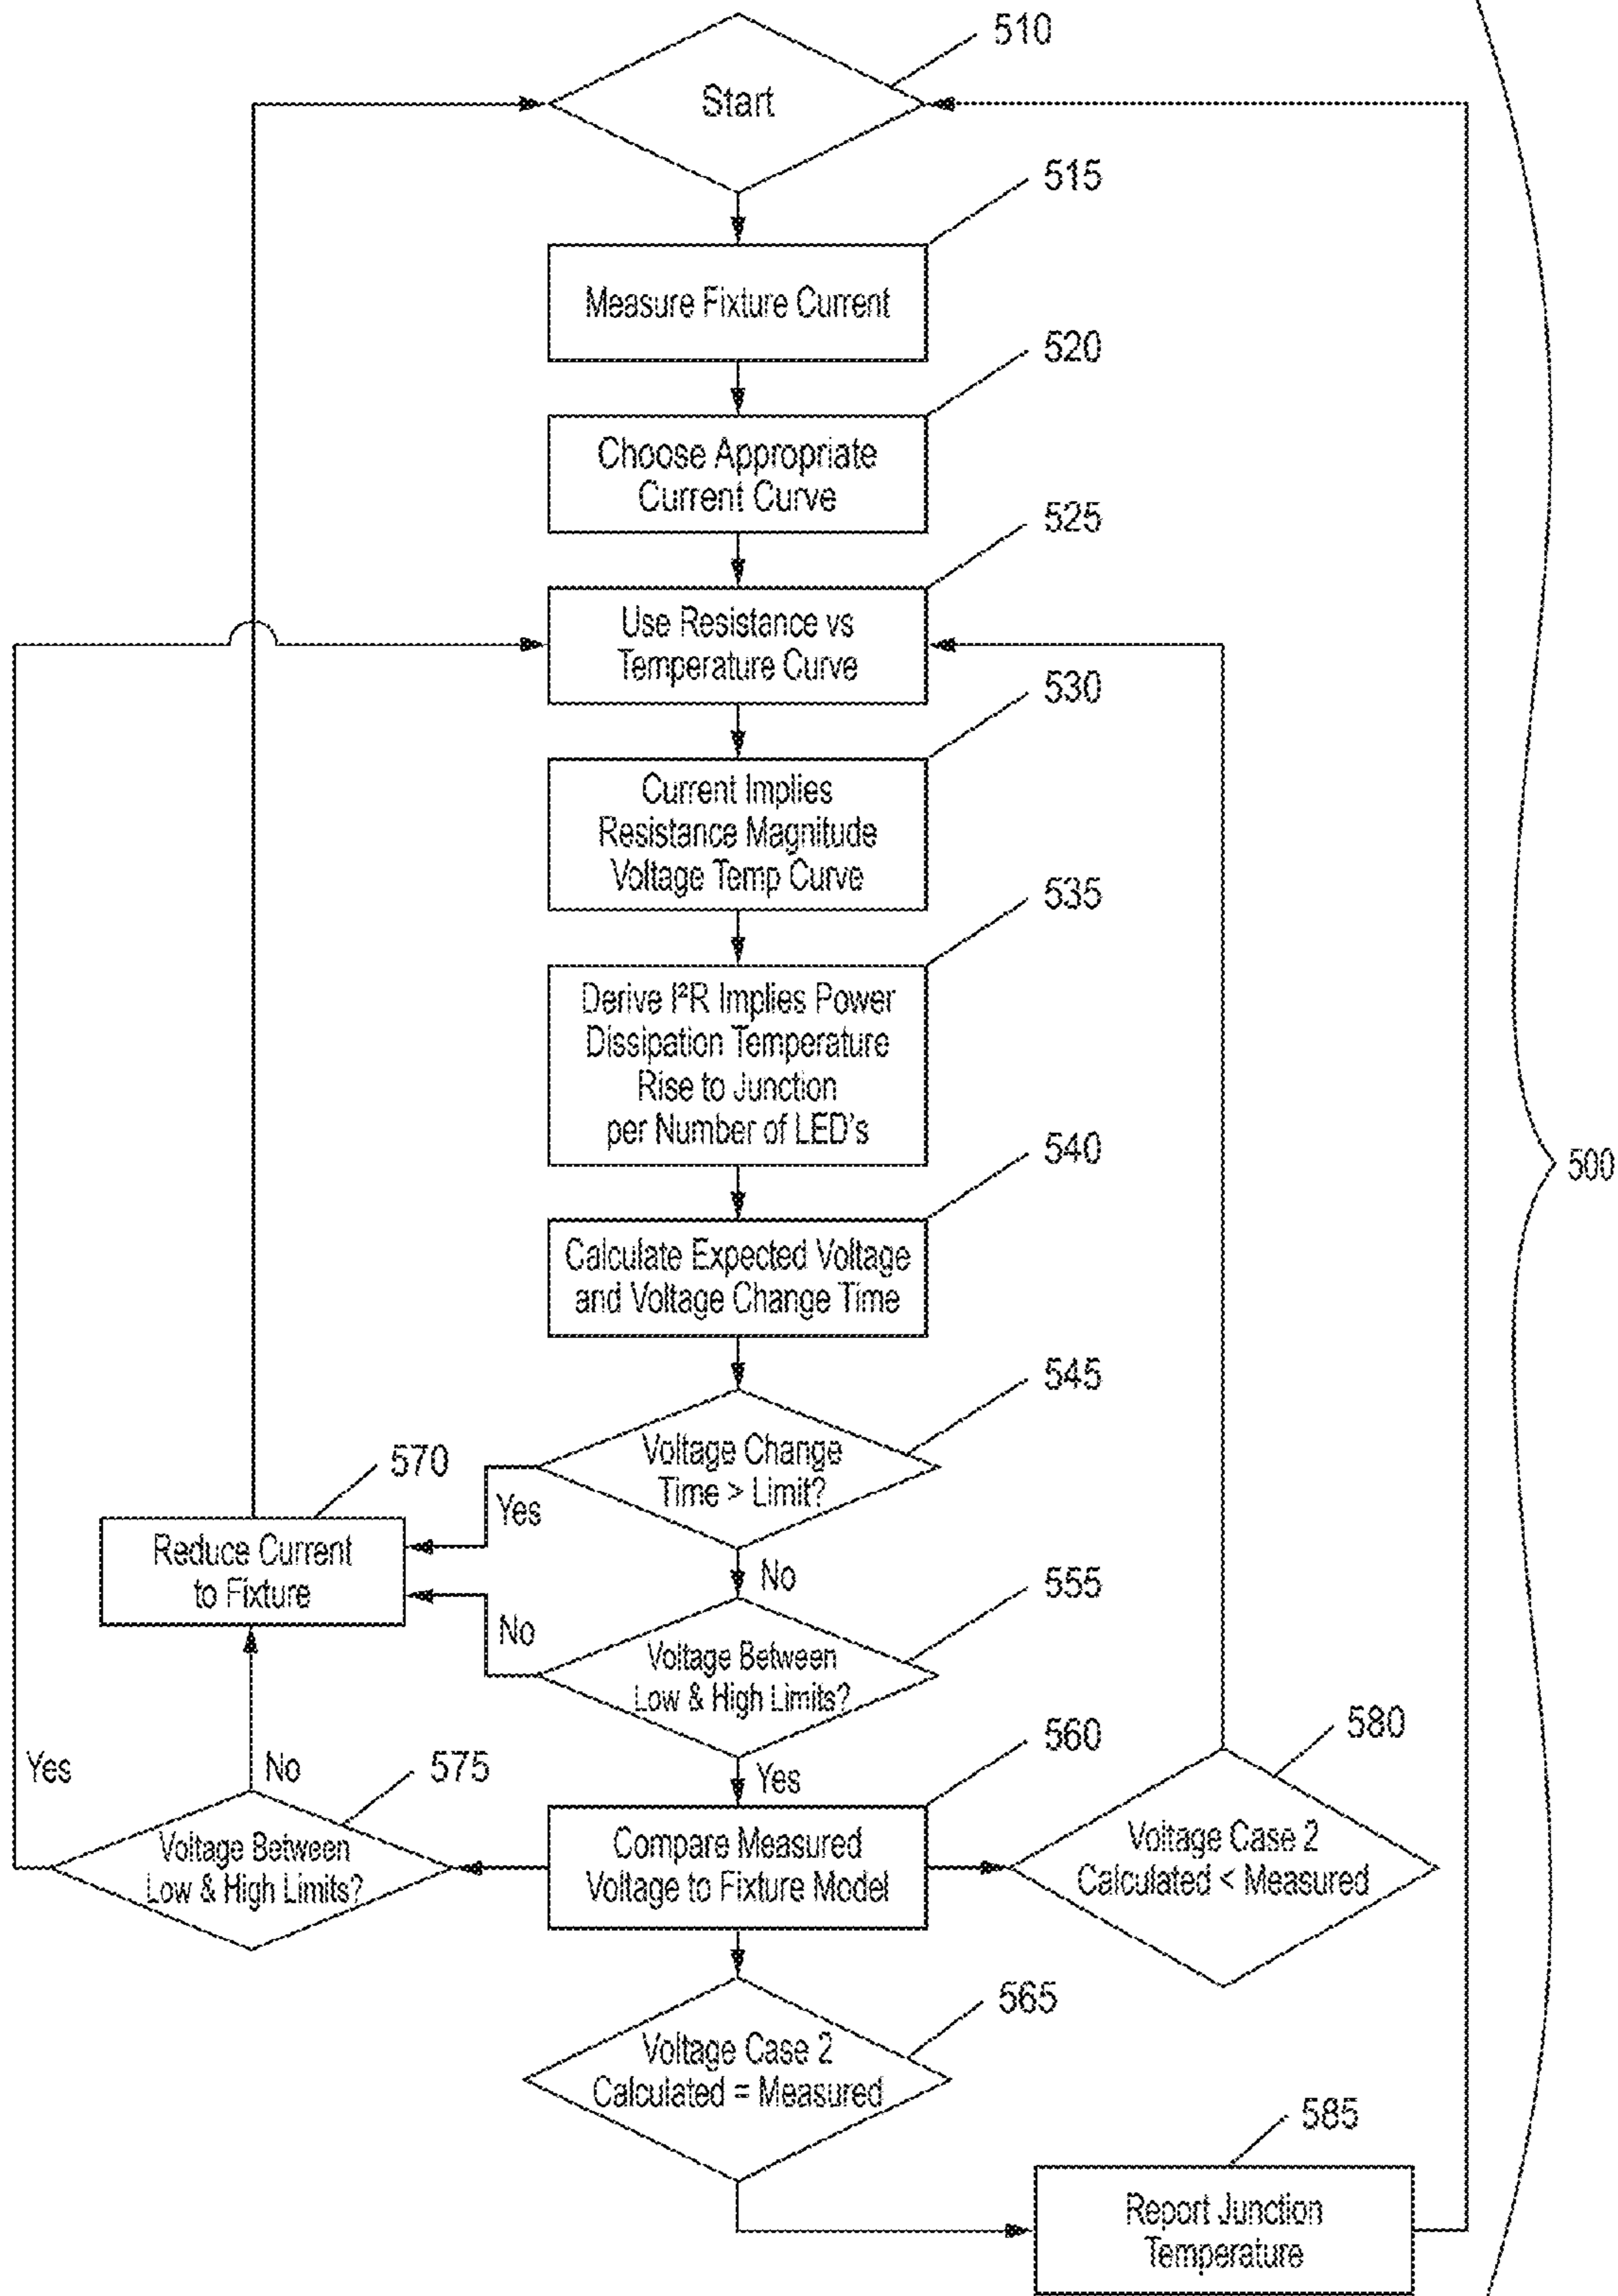 510
Start
515
Measure Fixture Current
520
Choose Appropriate
Current Curve
525
Use Resistance vs
Temperature Curve
530
Current Implies
Resistance Magnitude
Voltage Temp Curve
535
Derive I²R Implies Power
Dissipation Temperature
Rise to Junction
per Number of LED's
540
500
Calculate Expected Voltage
and Voltage Change Time
545
Voltage Change
Time > Limit?
570
Yes
Reduce Current
to Fixture
No
555
No
Voltage Between
Low & High Limits?
560
580
Yes
No
575
Yes
Voltage Between
Low & High Limits?
Compare Measured
Voltage to Fixture Model
Voltage Case 2
Calculated < Measured
565
Voltage Case 2
Calculated = Measured
585
Report Junction
Temperature